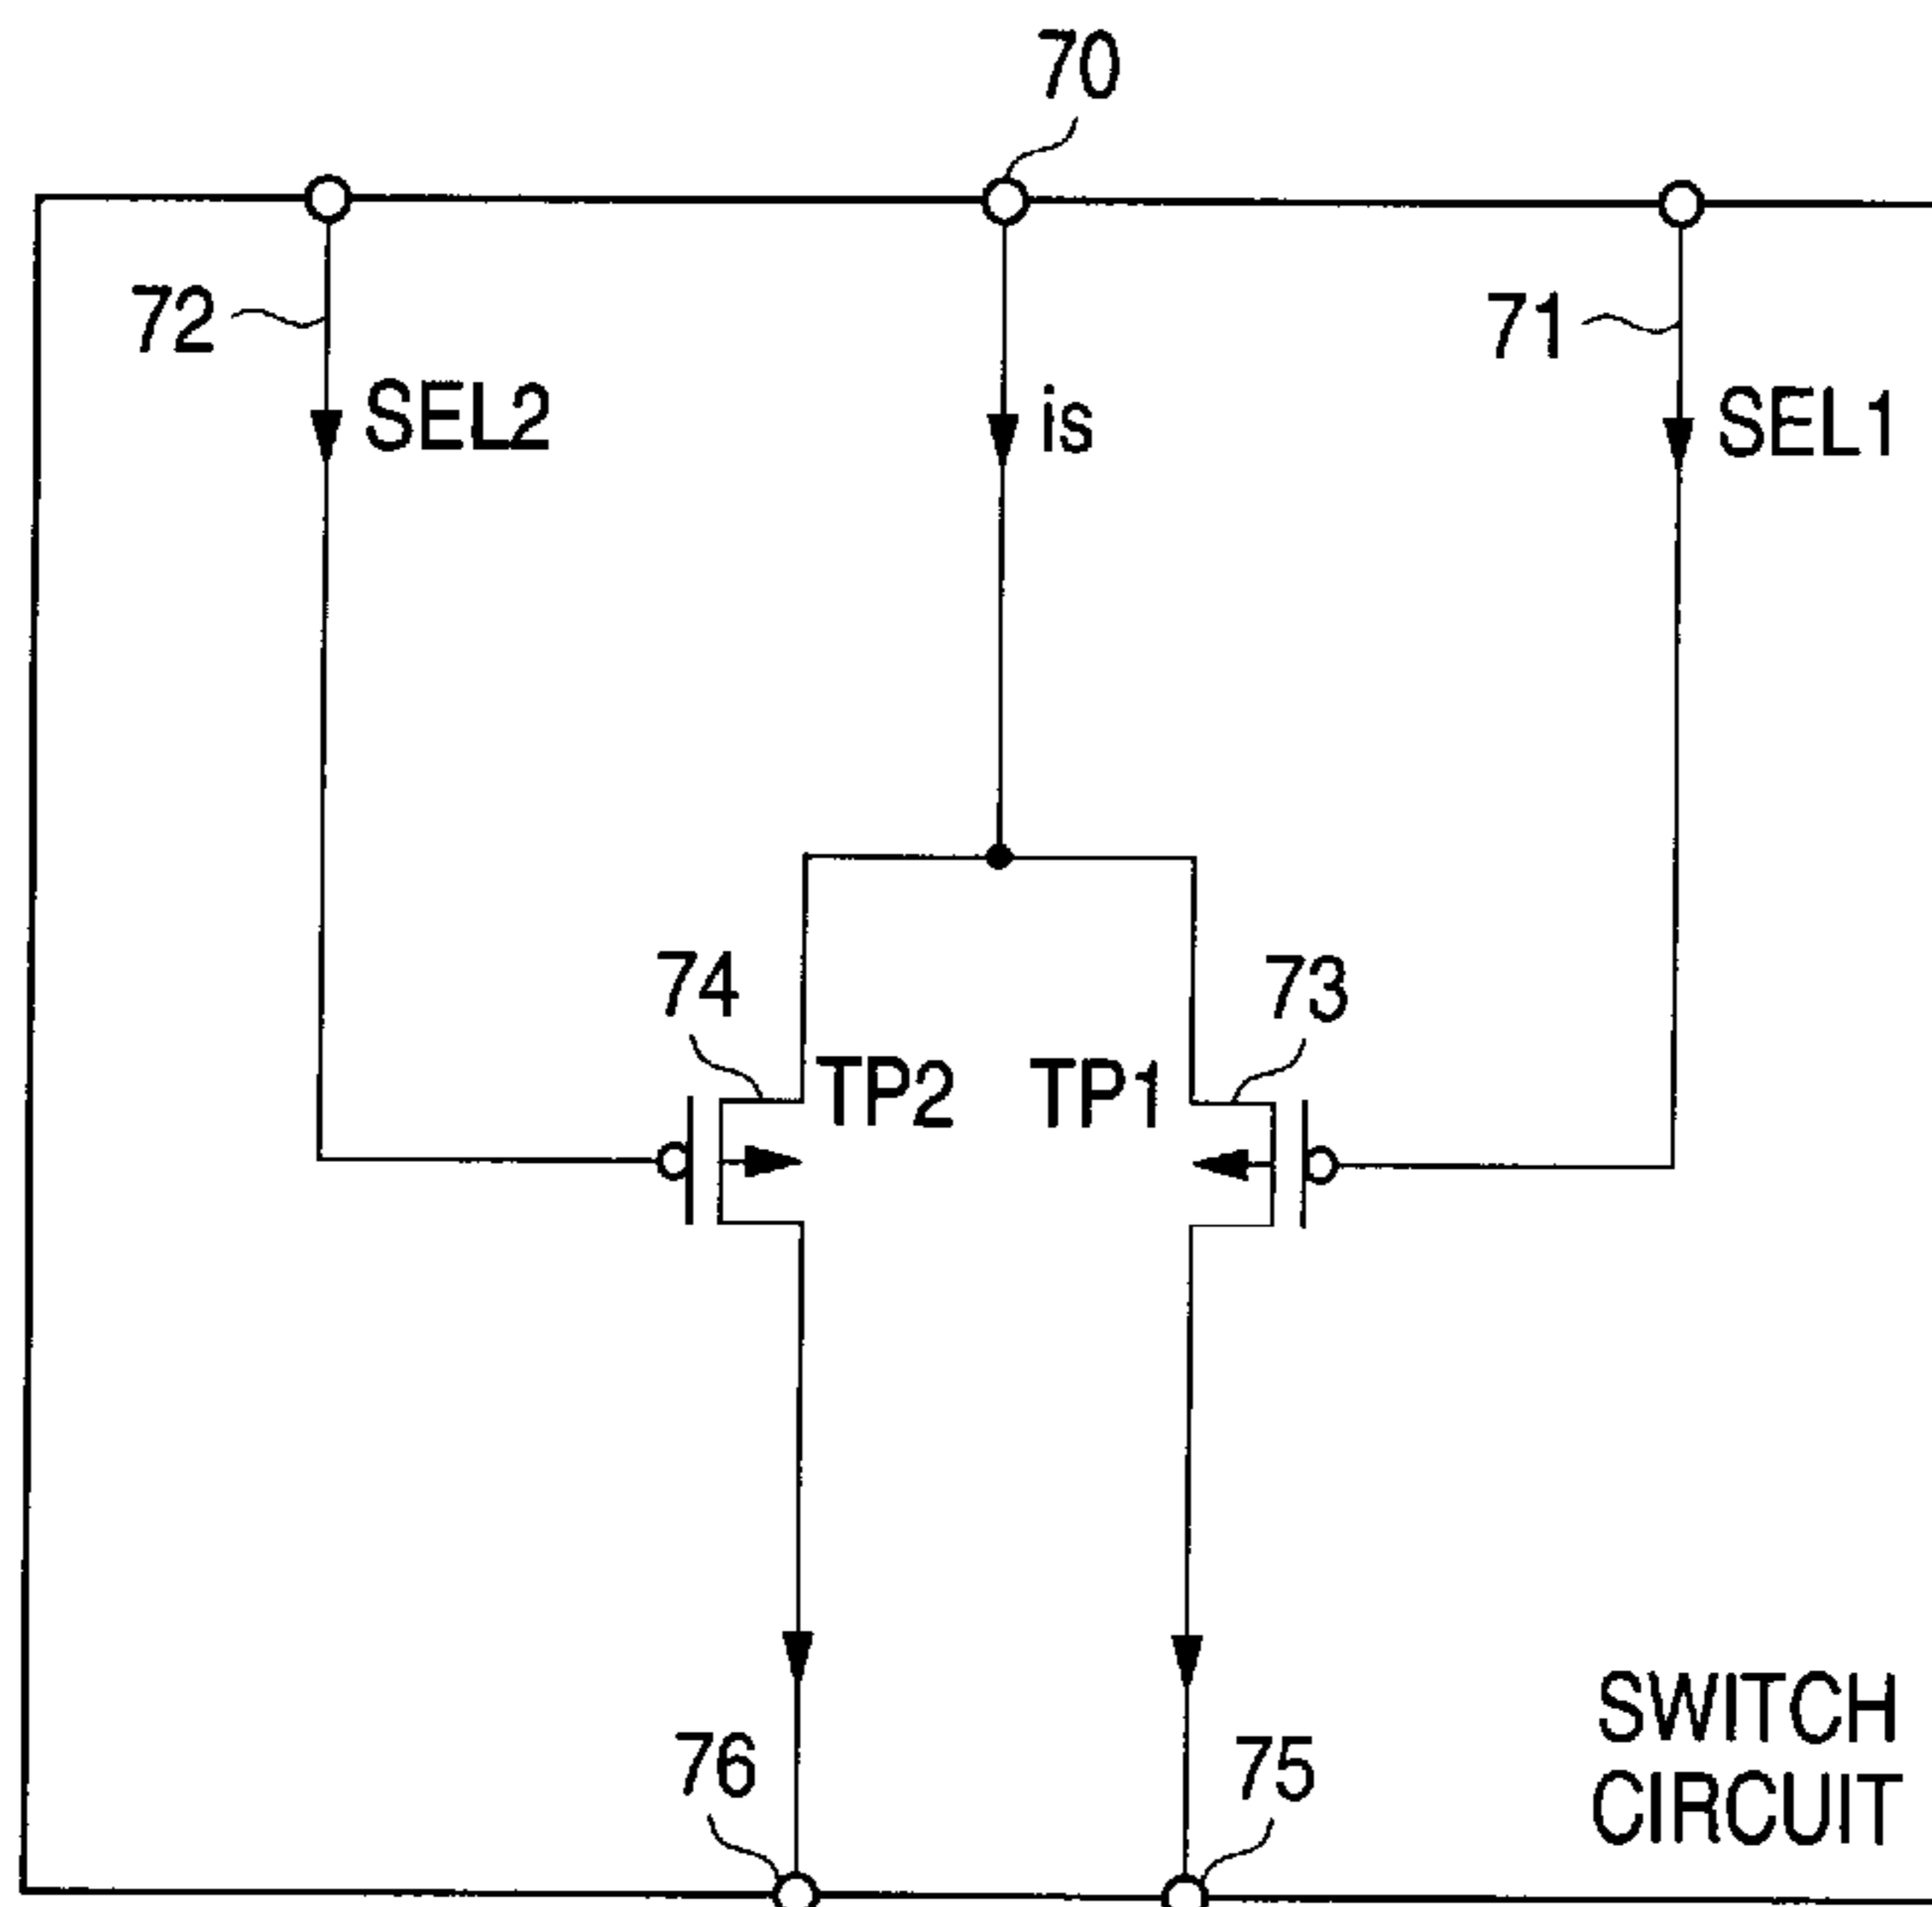 70
72
71
SEL2
is
SEL1
74
73
TP2
TP1
76
75
SWITCH
CIRCUIT